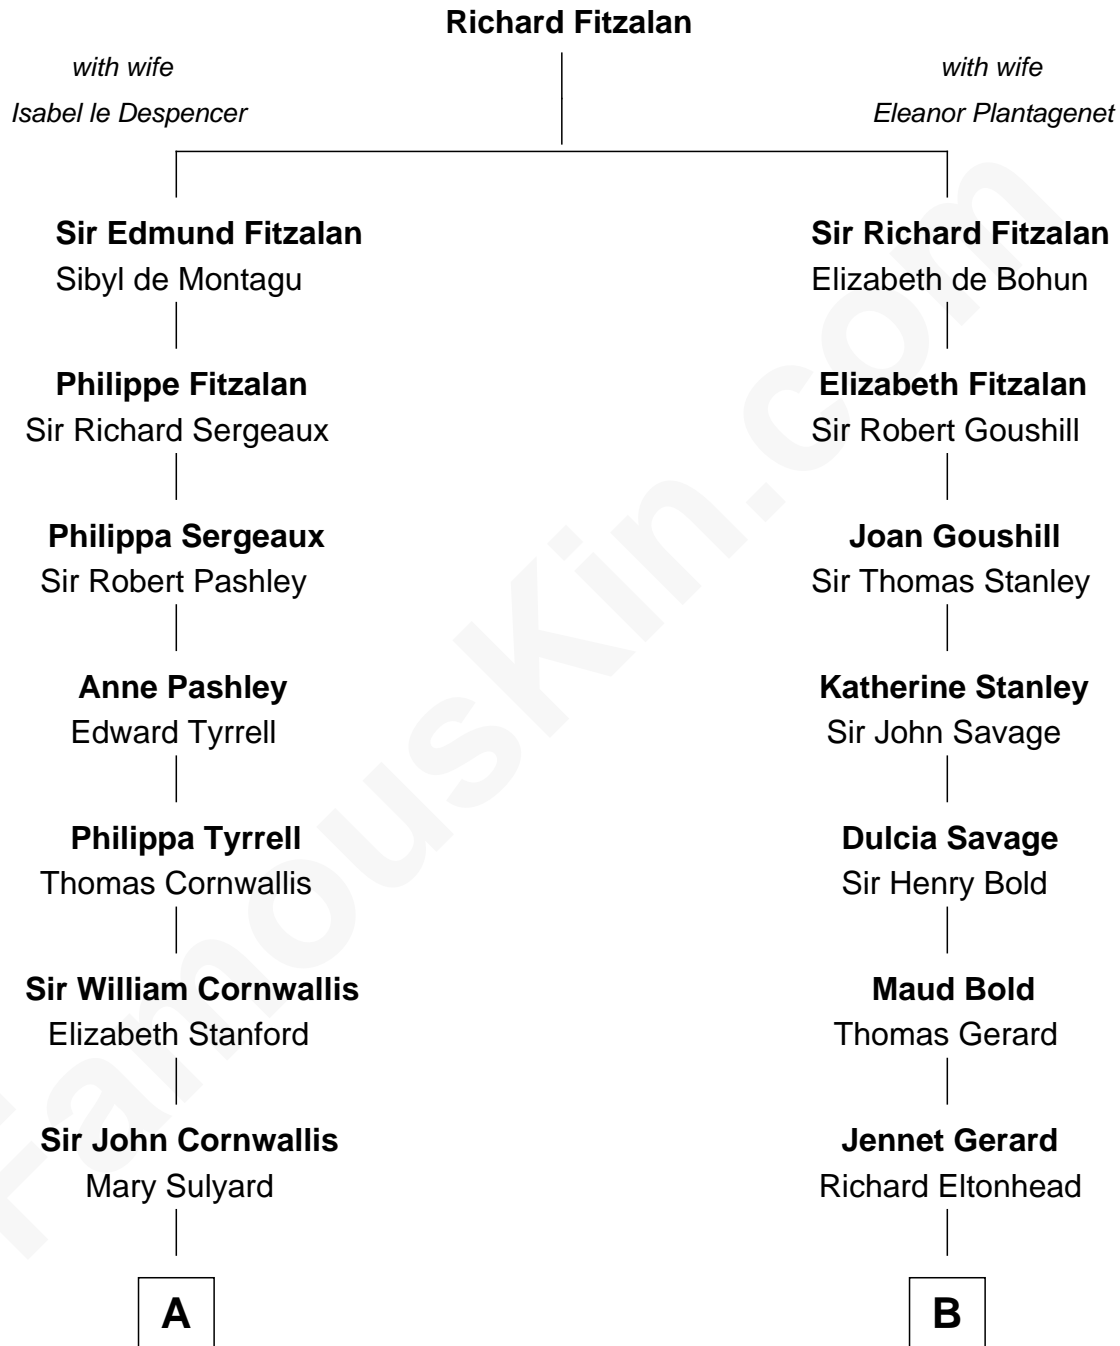 Richard Fitzalan
with wife
Isabel le Despencer
with wife
Eleanor Plantagenet
Sir Edmund Fitzalan
Sibyl de Montagu
Sir Richard Fitzalan
Elizabeth de Bohun
Philippe Fitzalan
Sir Richard Sergeaux
Elizabeth Fitzalan
Sir Robert Goushill
Philippa Sergeaux
Sir Robert Pashley
Joan Goushill
Sir Thomas Stanley
Anne Pashley
Edward Tyrrell
Katherine Stanley
Sir John Savage
Philippa Tyrrell
Thomas Cornwallis
Dulcia Savage
Sir Henry Bold
Sir William Cornwallis
Elizabeth Stanford
Maud Bold
Thomas Gerard
Sir John Cornwallis
Mary Sulyard
Jennet Gerard
Richard Eltonhead
A
B
FamousKin.com